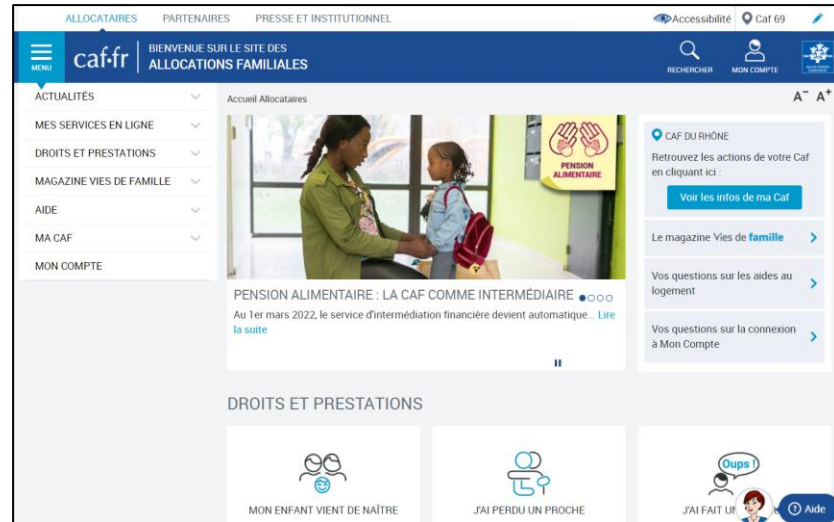 ALLOCATAIRES PARTENAIRES PRESSE ET INSTITUTIONNEL Accessibilité Caf 69
MENU
caf.fr
BIENVENUE SUR LE SITE DES
ALLOCATIONS FAMILIALES
RECHERCHER MON COMPTE
ACTUALITÉS
MES SERVICES EN LIGNE
DROITS ET PRESTATIONS
MAGAZINE VIES DE FAMILLE
AIDE
MA CAF
MON COMPTE
Accueil Allocataires
A- A+
PENSION
ALIMENTAIRE
PENSION ALIMENTAIRE : LA CAF COMME INTERMÉDIAIRE
Au 1er mars 2022, le service d'intermédiation financière devient automatique... Lire
la suite
CAF DU RHÔNE
Retrouvez les actions de votre Caf
en cliquant ici :
Voir les infos de ma Caf
Le magazine Vies de famille
Vos questions sur les aides au
logement
Vos questions sur la connexion
à Mon Compte
DROITS ET PRESTATIONS
MON ENFANT VIENT DE NAÎTRE
J'AI PERDU UN PROCHE
Oups !
J'AI FAIT
Aide